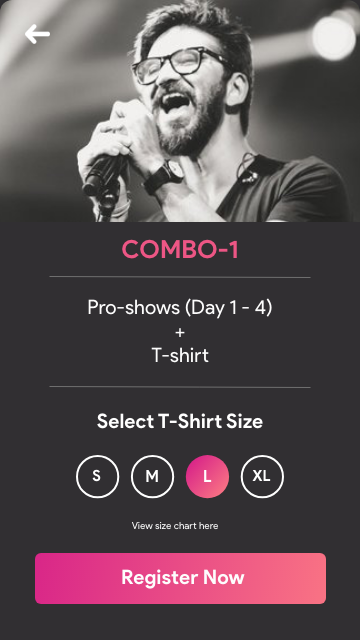 COMBO-1
Pro-shows (Day 1 - 4)
+
T-shirt
Select T-Shirt Size
S M L XL
View size chart here
Register Now